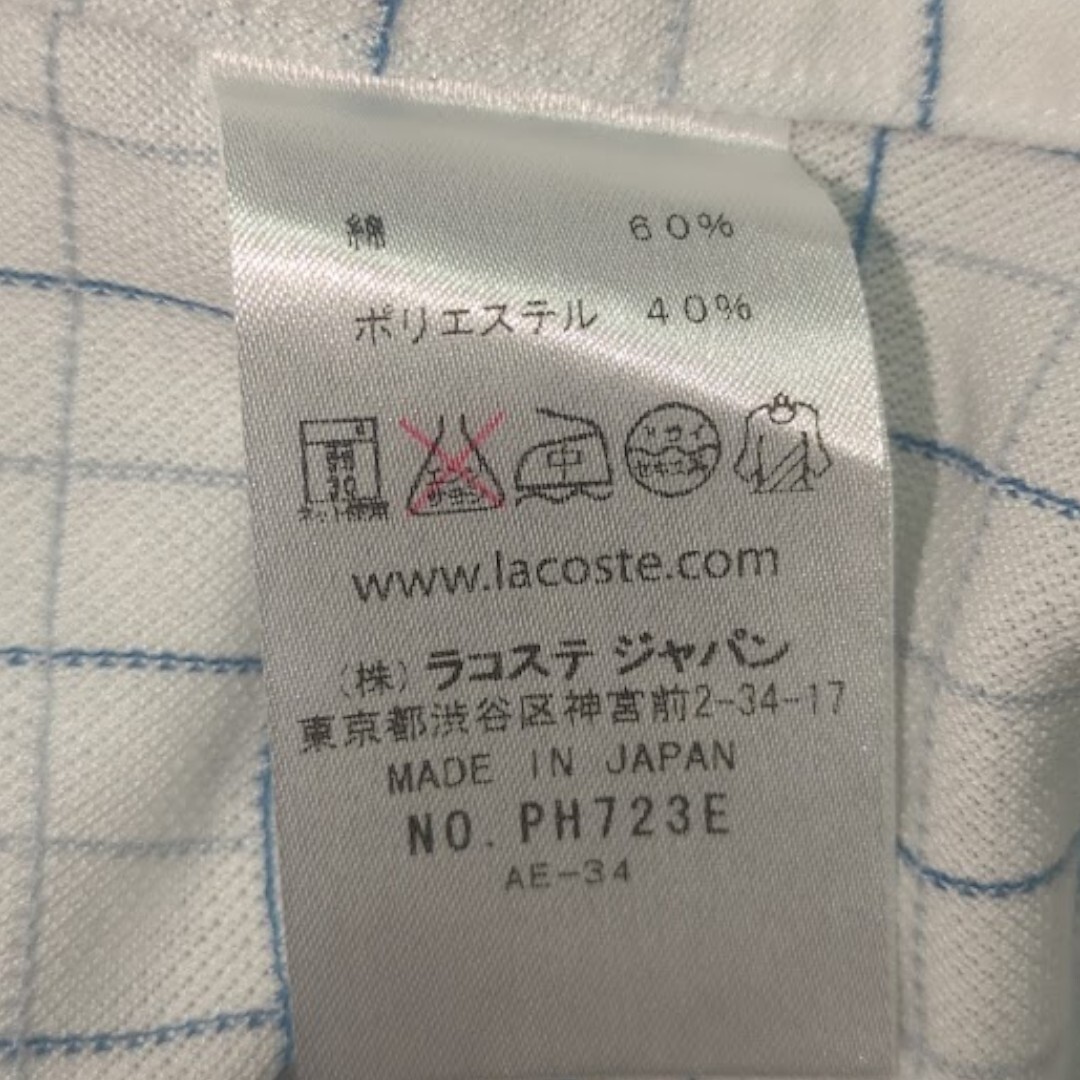 綿 60%
ポリエステル 40%
中
www.lacoste.com
(株) ラコステ ジャパン
東京都渋谷区神宮前2-34-17
MADE IN JAPAN
NO. PH723E
AE-34